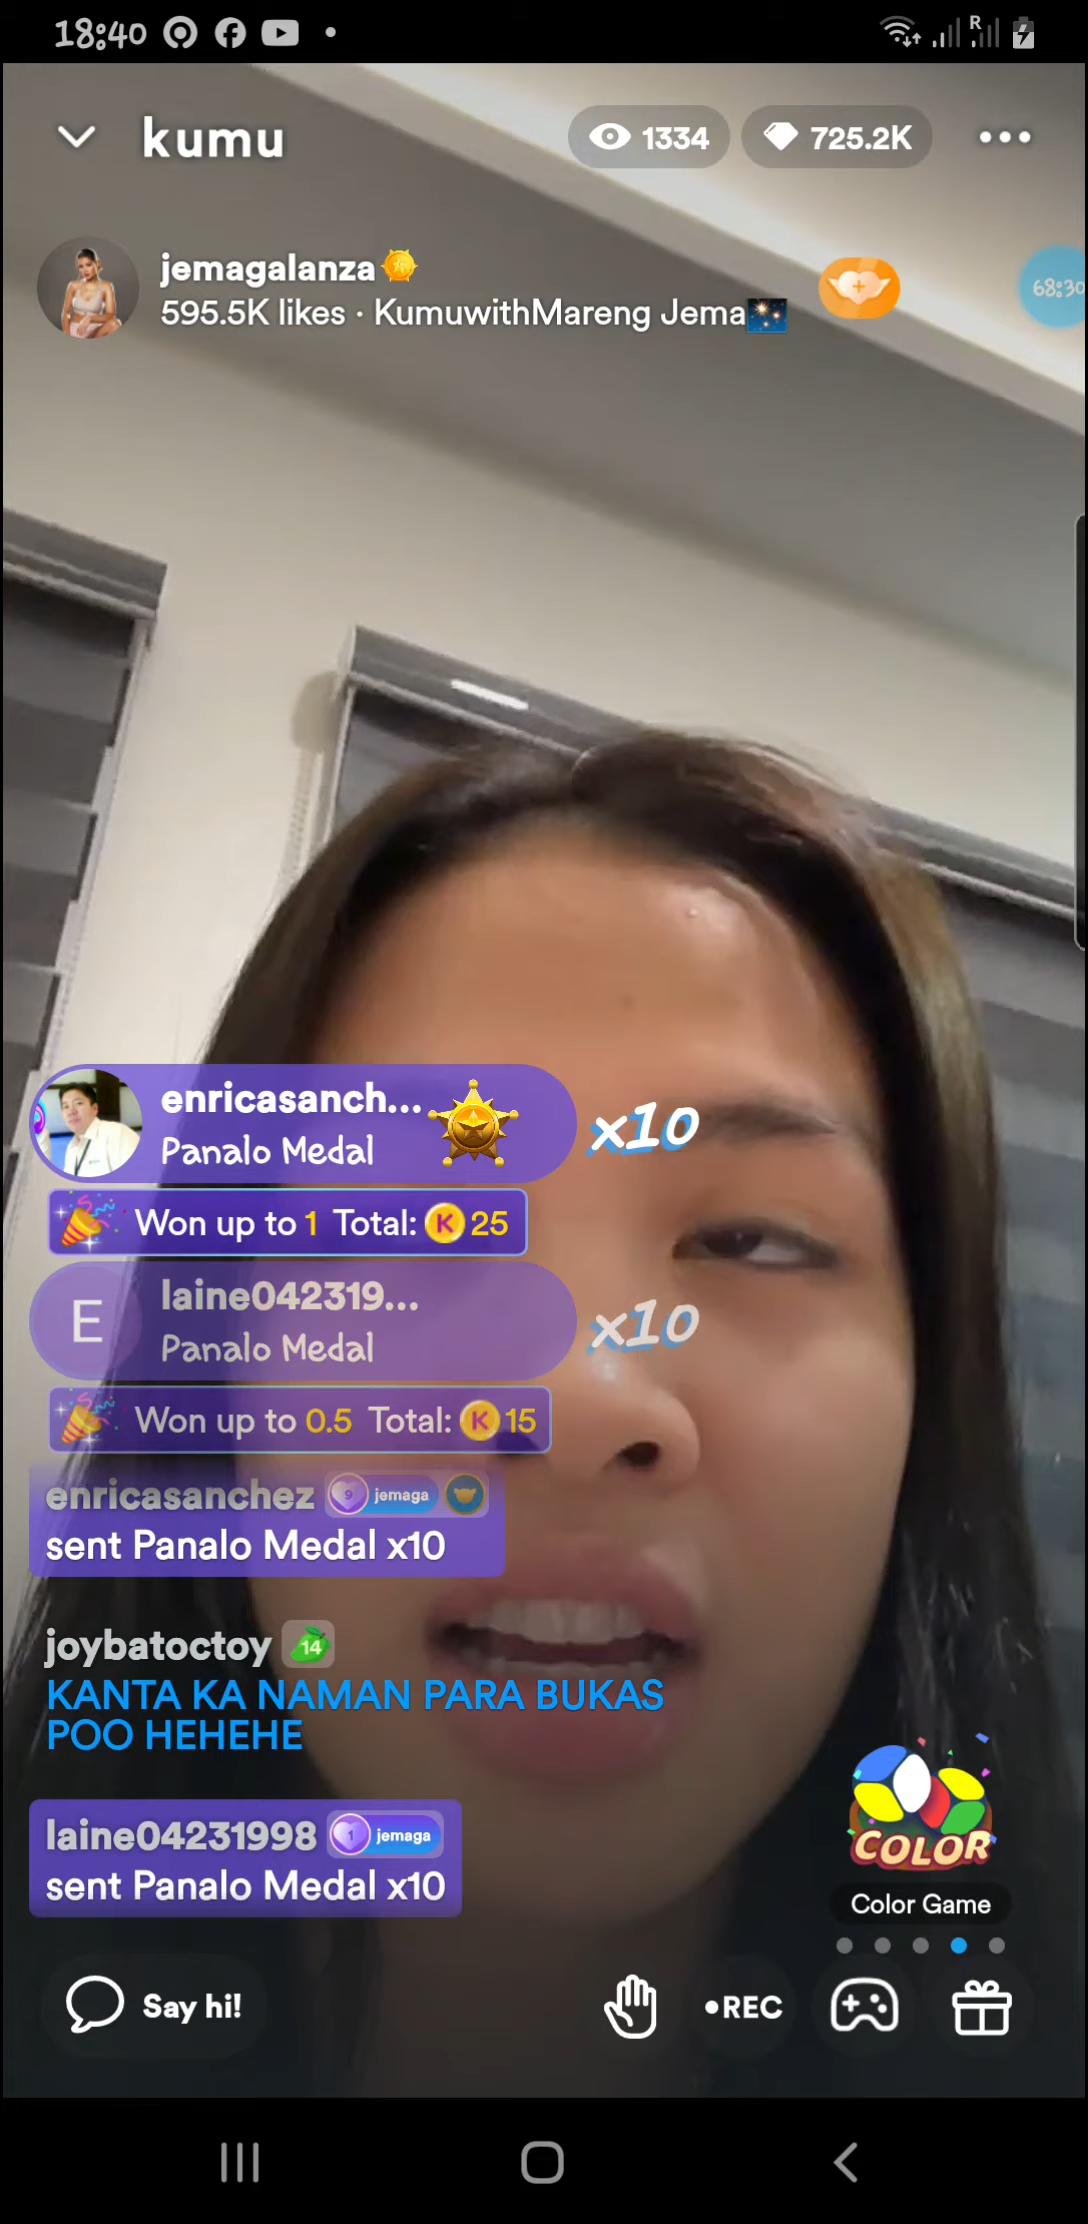 18:40
R
kumu
1334
725.2K
jemagalanza
595.5K likes · KumuwithMareng Jema
68:30
enricasanch...
Panalo Medal
x10
Won up to 1 Total: K 25
E
laine042319...
Panalo Medal
x10
Won up to 0.5 Total: K 15
enricasanchez 9 jemaga
sent Panalo Medal x10
joybatoctoy 14
KANTA KA NAMAN PARA BUKAS
POO HEHEHE
laine04231998 1 jemaga
sent Panalo Medal x10
COLOR
Color Game
Say hi!
•REC